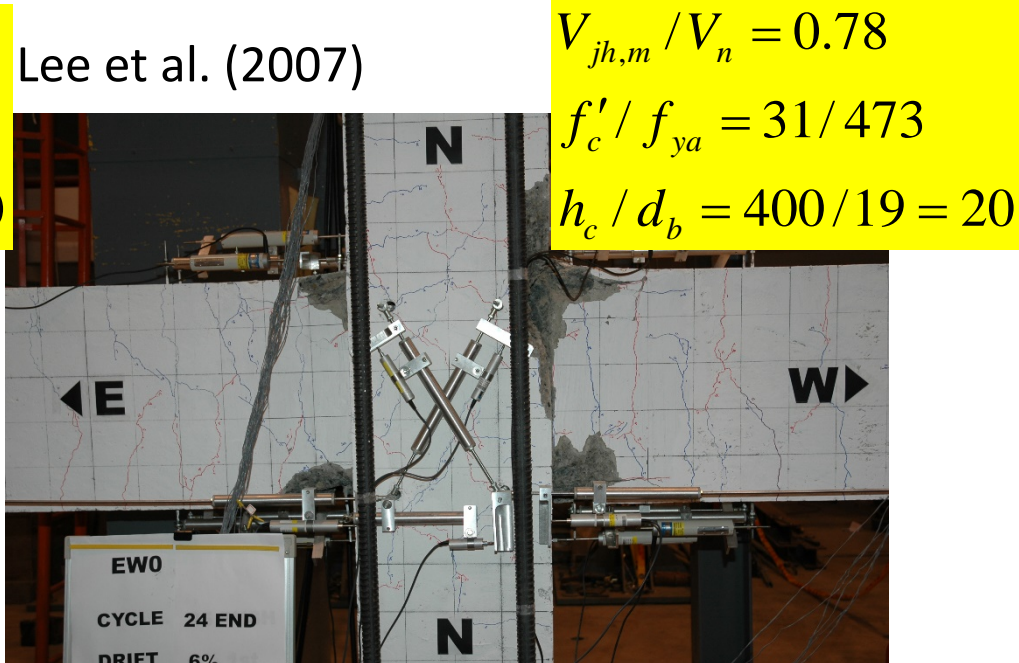 Lee et al. (2007)
V_{jh,m} / V_n = 0.78
f_c′ / f_{ya} = 31 / 473
h_c / d_b = 400 / 19 = 20
N
E
W
EW0
CYCLE 24 END
DRIFT 6%
N